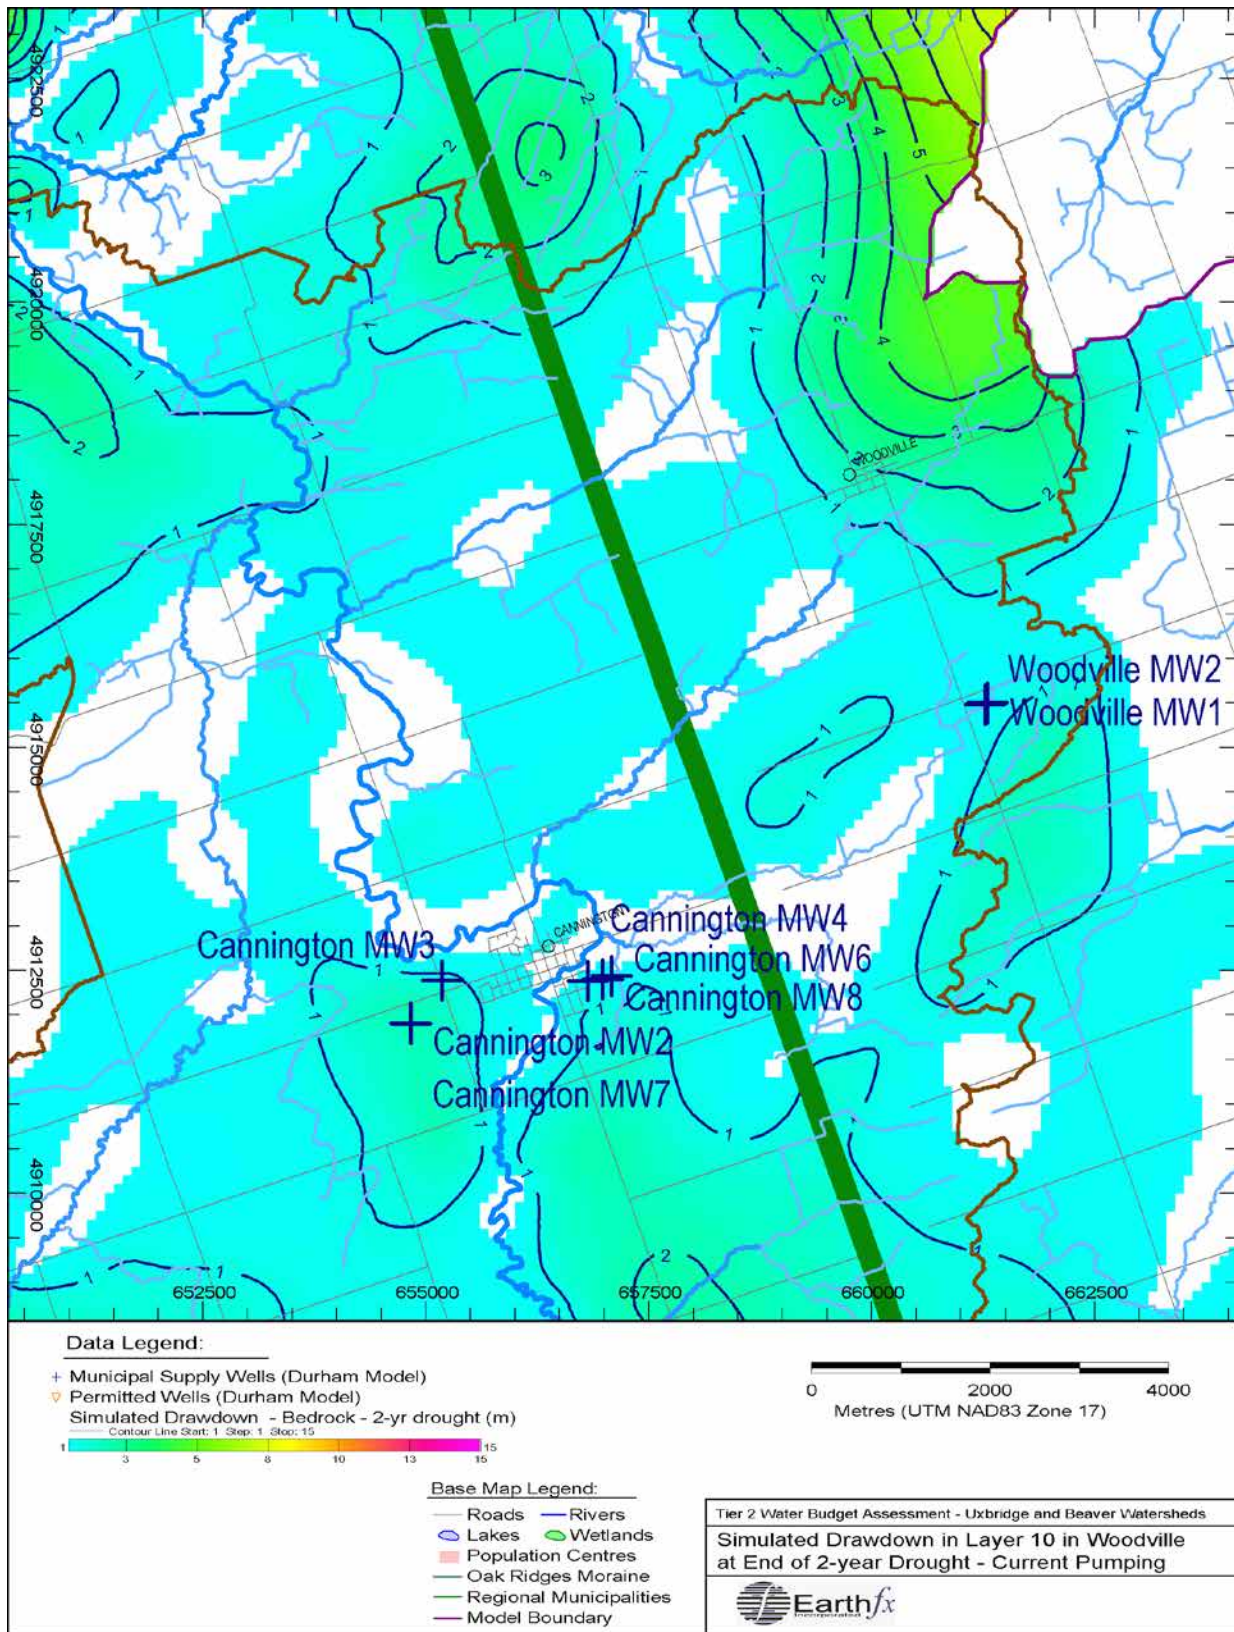 4922500
4920000
4917500
4915000
4912500
4910000
652500
655000
657500
660000
662500
WOODVILLE
Woodville MW2
Woodville MW1
CANNINGTON
Cannington MW3
Cannington MW4
Cannington MW6
Cannington MW8
Cannington MW2
Cannington MW7
Data Legend:
Municipal Supply Wells (Durham Model)
Permitted Wells (Durham Model)
Simulated Drawdown - Bedrock - 2-yr drought (m)
Contour Line Start: 1 Step: 1 Stop: 15
1 15
3 5 8 10 13 15
0 2000 4000
Metres (UTM NAD83 Zone 17)
Base Map Legend:
Roads Rivers
Lakes Wetlands
Population Centres
Oak Ridges Moraine
Regional Municipalities
Model Boundary
Tier 2 Water Budget Assessment - Uxbridge and Beaver Watersheds
Simulated Drawdown in Layer 10 in Woodville
at End of 2-year Drought - Current Pumping
Earthfx
Incorporated